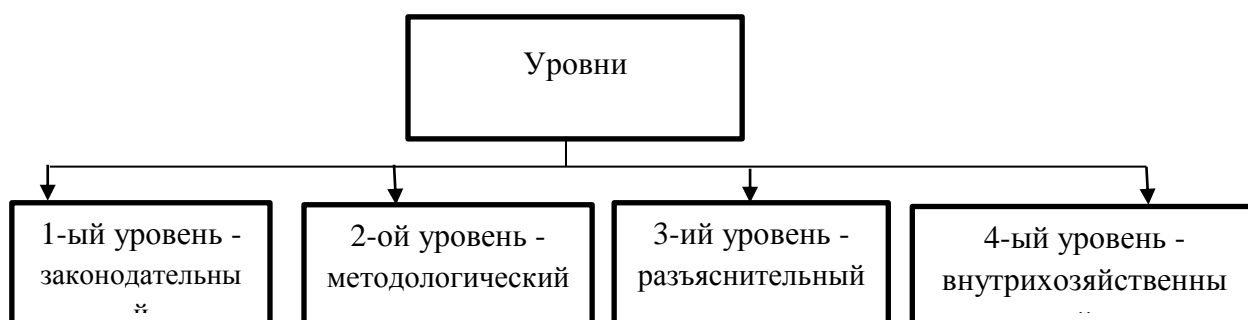 Уровни
1-ый уровень -
законодательны
й
2-ой уровень -
методологический
3-ий уровень -
разъяснительный
4-ый уровень -
внутрихозяйственны
й